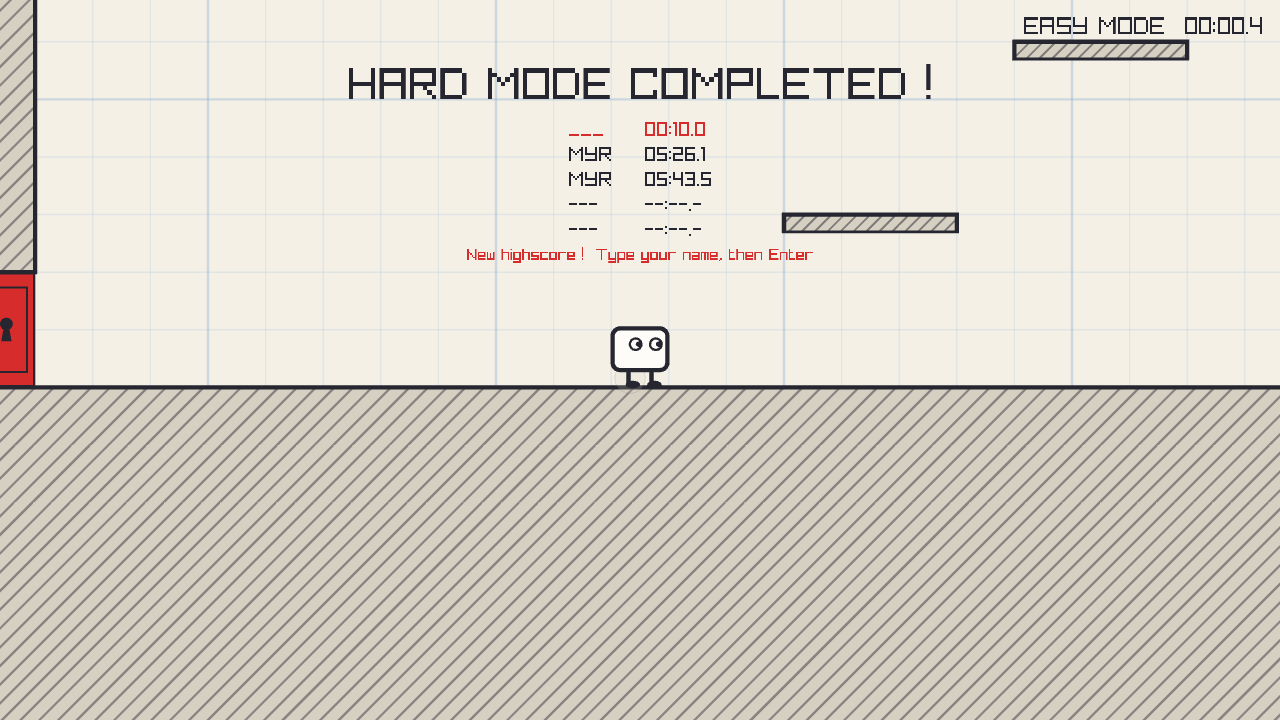 EASY MODE 00:00.4
HARD MODE COMPLETED !
___ 00:10.0
MYR 05:26.1
MYR 05:43.5
--- --:--.-
--- --:--.-
New highscore ! Type your name, then Enter